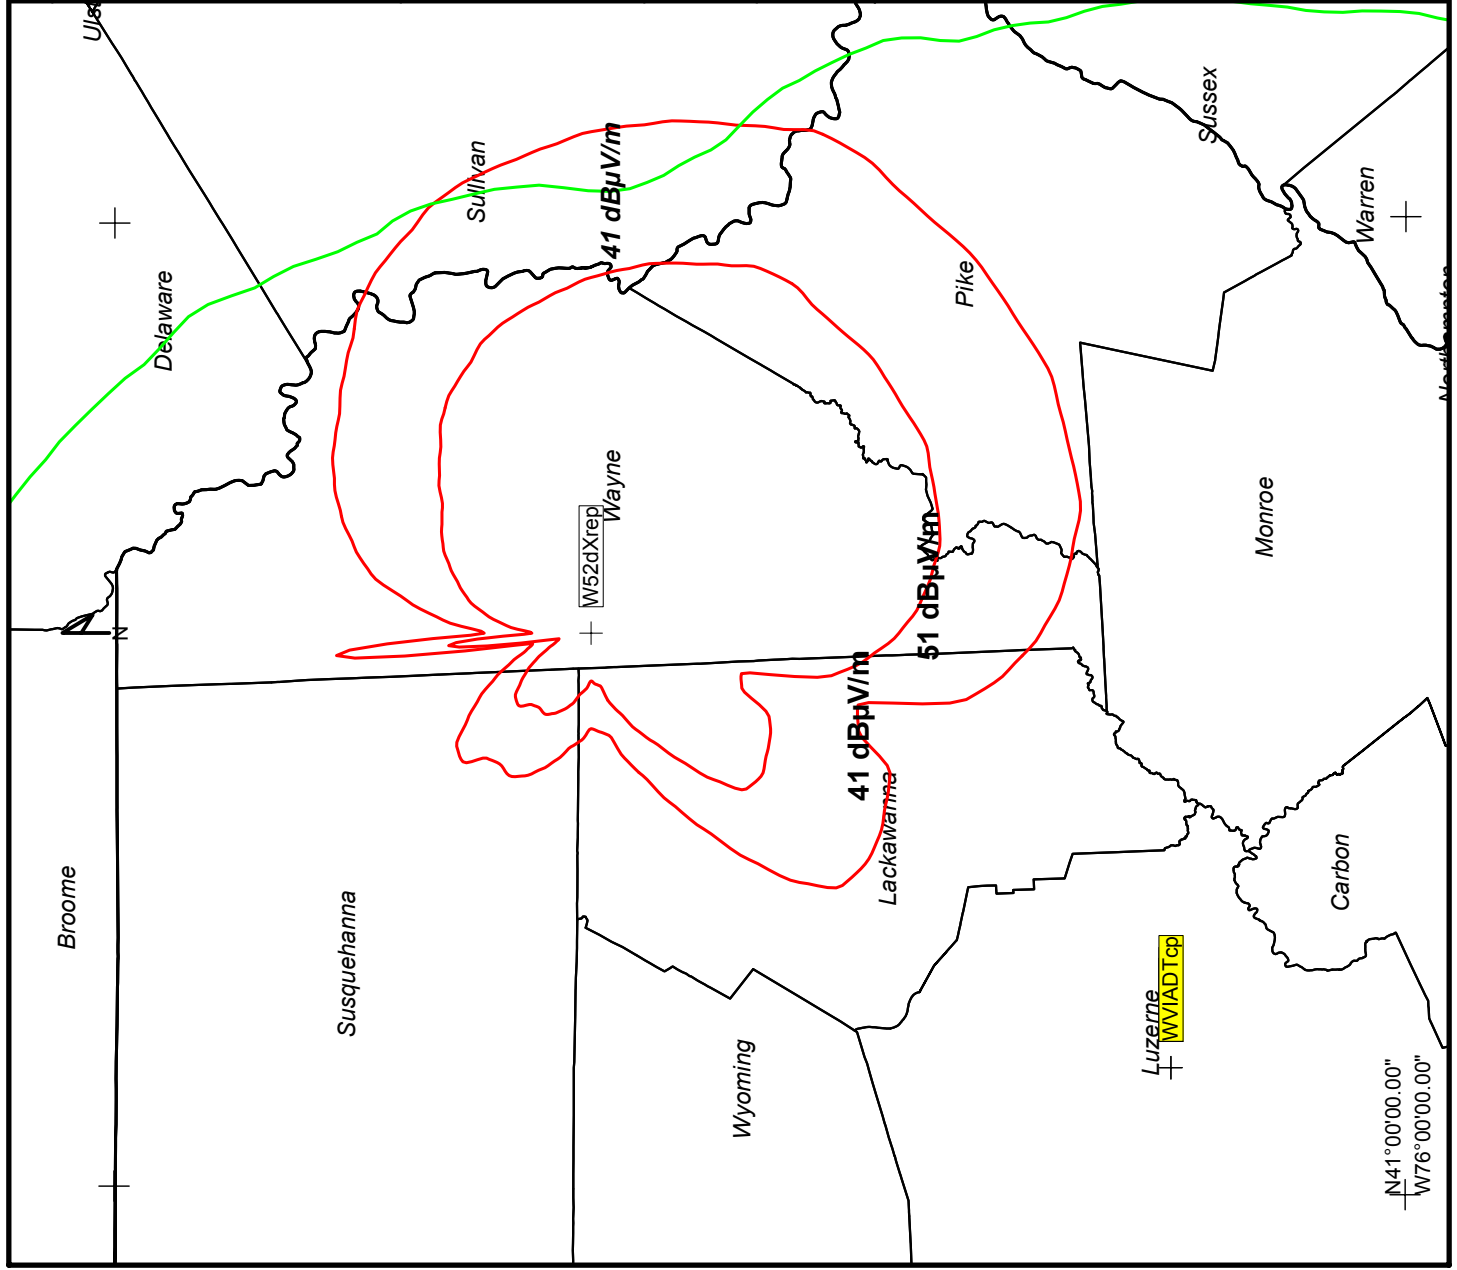 Delaware
Sullivan
41 dBµV/m
Sussex
Warren
Pike
Northampton
Wayne
W52dXrep
N
51 dBµV/m
41 dBµV/m
Monroe
Broome
Susquehanna
Lackawanna
Carbon
Wyoming
Luzerne
WVIADTcp
N41°00'00.00"
W76°00'00.00"